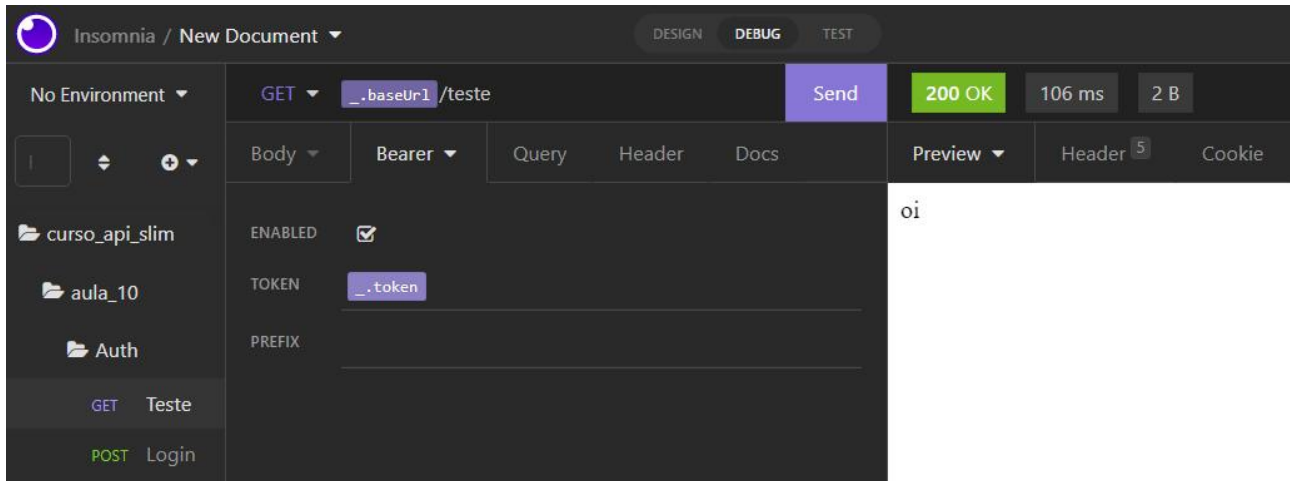 Insomnia / New Document
DESIGN DEBUG TEST
No Environment
GET _.baseUrl /teste Send
200 OK 106 ms 2 B
Body Bearer Query Header Docs
Preview Header 5 Cookie
oi
curso_api_slim
aula_10
Auth
GET Teste
POST Login
ENABLED
TOKEN _.token
PREFIX